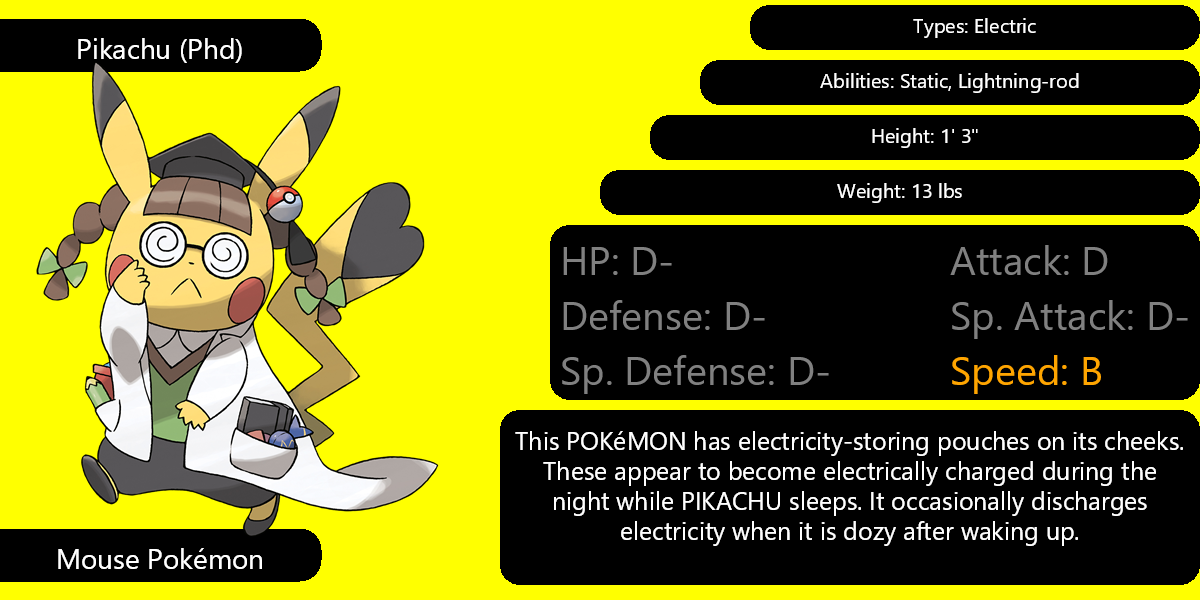 Pikachu (Phd)
Types: Electric
Abilities: Static, Lightning-rod
Height: 1' 3"
Weight: 13 lbs
HP: D-
Attack: D
Defense: D-
Sp. Attack: D-
Sp. Defense: D-
Speed: B
This POKéMON has electricity-storing pouches on its cheeks.
These appear to become electrically charged during the
night while PIKACHU sleeps. It occasionally discharges
electricity when it is dozy after waking up.
Mouse Pokémon